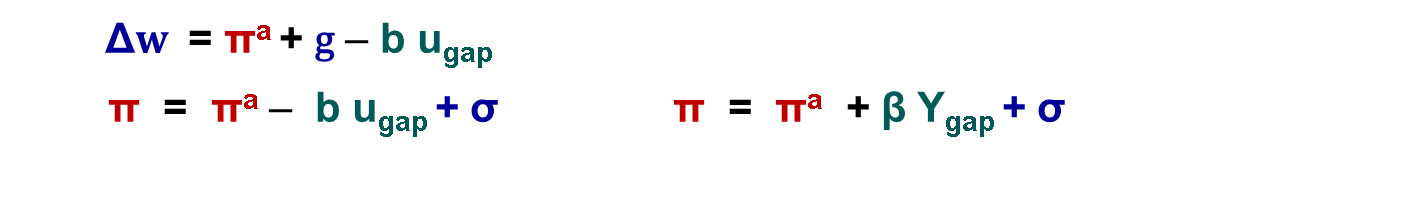 Δw = πᵃ + g – b u_gap
π = πᵃ – b u_gap + σ π = πᵃ + β Y_gap + σ